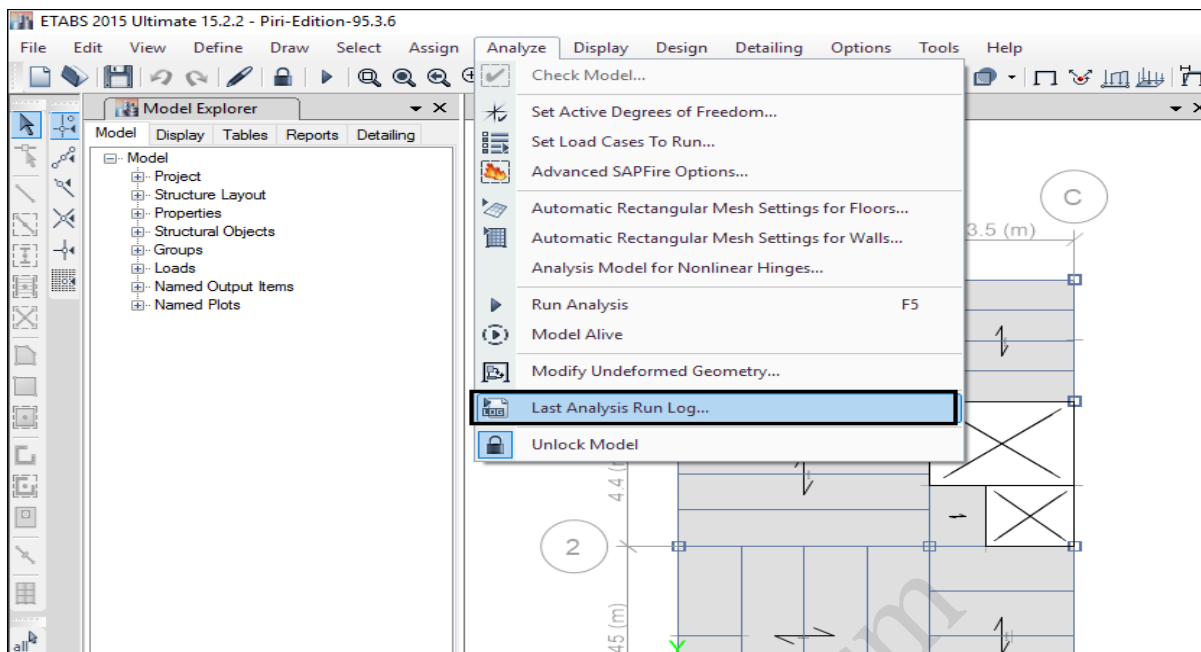 ETABS 2015 Ultimate 15.2.2 - Piri-Edition-95.3.6
File Edit View Define Draw Select Assign Analyze Display Design Detailing Options Tools Help
Model Explorer
Model Display Tables Reports Detailing
Model
Project
Structure Layout
Properties
Structural Objects
Groups
Loads
Named Output Items
Named Plots
all
Check Model...
Set Active Degrees of Freedom...
Set Load Cases To Run...
Advanced SAPFire Options...
Automatic Rectangular Mesh Settings for Floors...
Automatic Rectangular Mesh Settings for Walls...
Analysis Model for Nonlinear Hinges...
Run Analysis F5
Model Alive
Modify Undeformed Geometry...
LOG
Last Analysis Run Log...
Unlock Model
C
3.5 (m)
2
45 (m)
Y